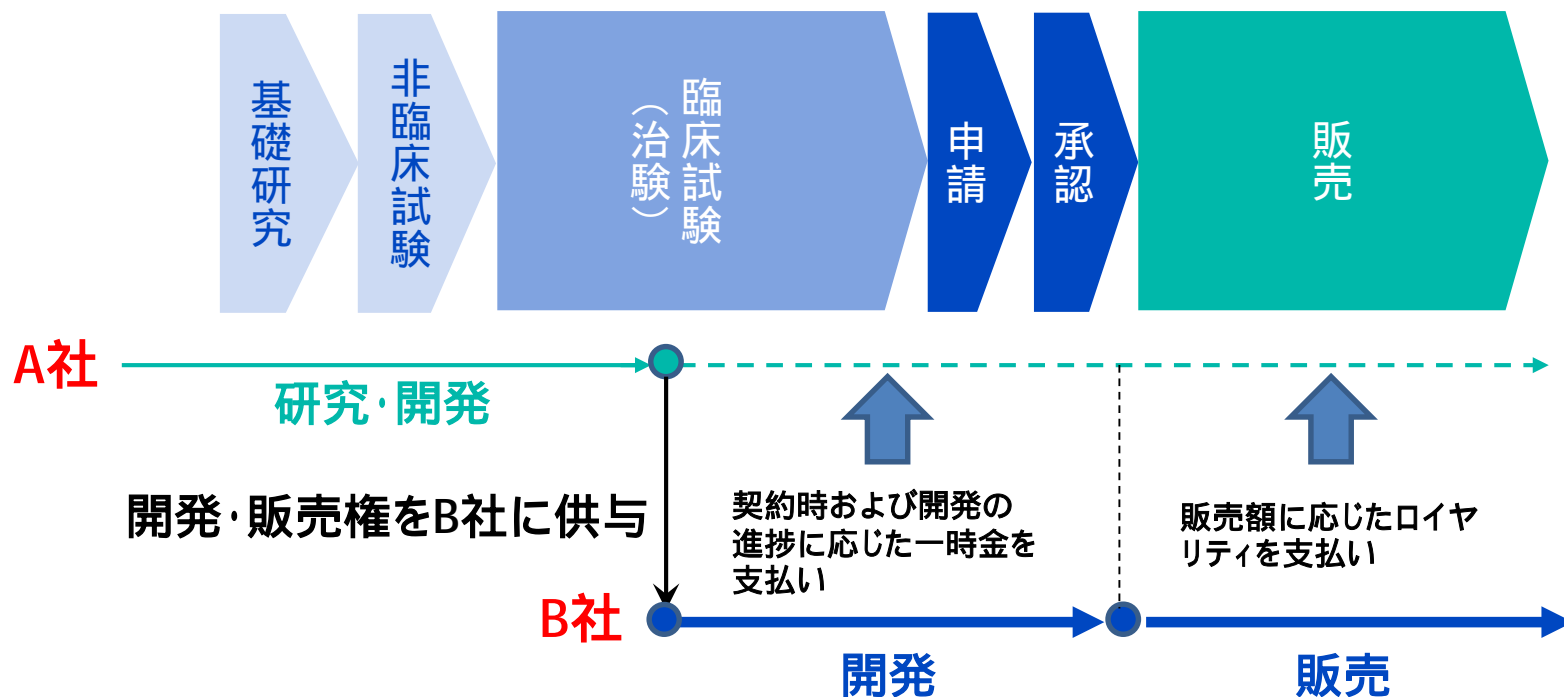 基礎研究
非臨床試験
臨床試験
（治験）
申請
承認
販売
A社
研究・開発
開発・販売権をB社に供与
契約時および開発の
進捗に応じた一時金を
支払い
販売額に応じたロイヤ
リティを支払い
B社
開発
販売